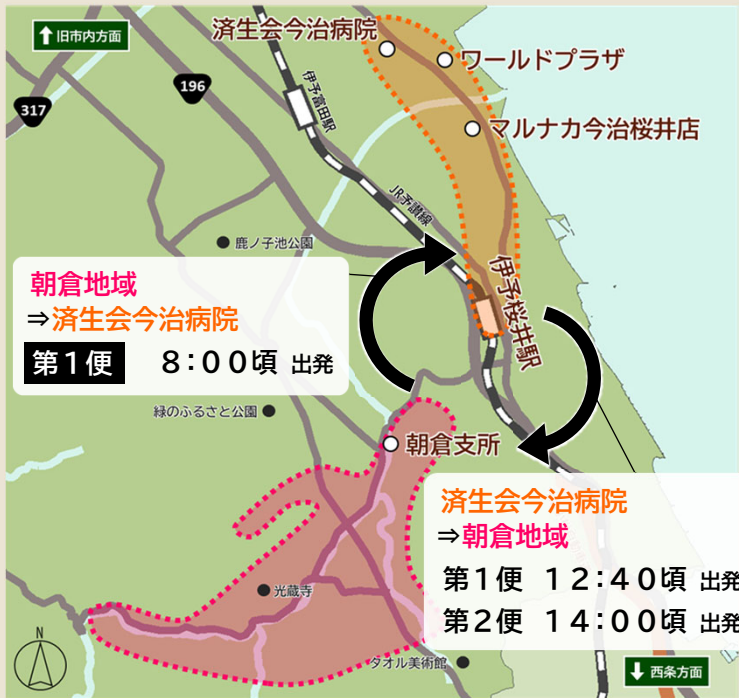 ↑旧市内方面
済生会今治病院
ワールドプラザ
196
317
伊予富田駅
マルナカ今治桜井店
JR予讃線
鹿ノ子池公園
朝倉地域
⇒済生会今治病院
第1便 8:00頃 出発
伊予桜井駅
緑のふるさと公園
朝倉支所
済生会今治病院
⇒朝倉地域
第1便 12:40頃 出発
第2便 14:00頃 出発
光蔵寺
タオル美術館
N
↓西条方面